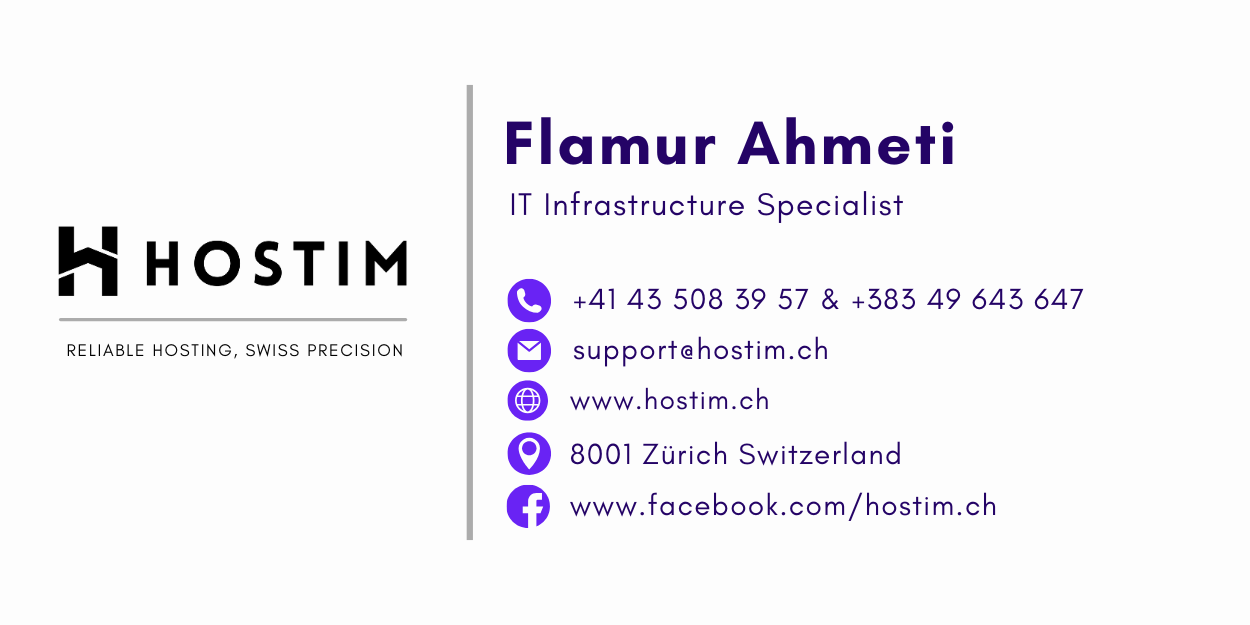 HOSTIM
RELIABLE HOSTING, SWISS PRECISION
Flamur Ahmeti
IT Infrastructure Specialist
+41 43 508 39 57 & +383 49 643 647
support@hostim.ch
www.hostim.ch
8001 Zürich Switzerland
www.facebook.com/hostim.ch